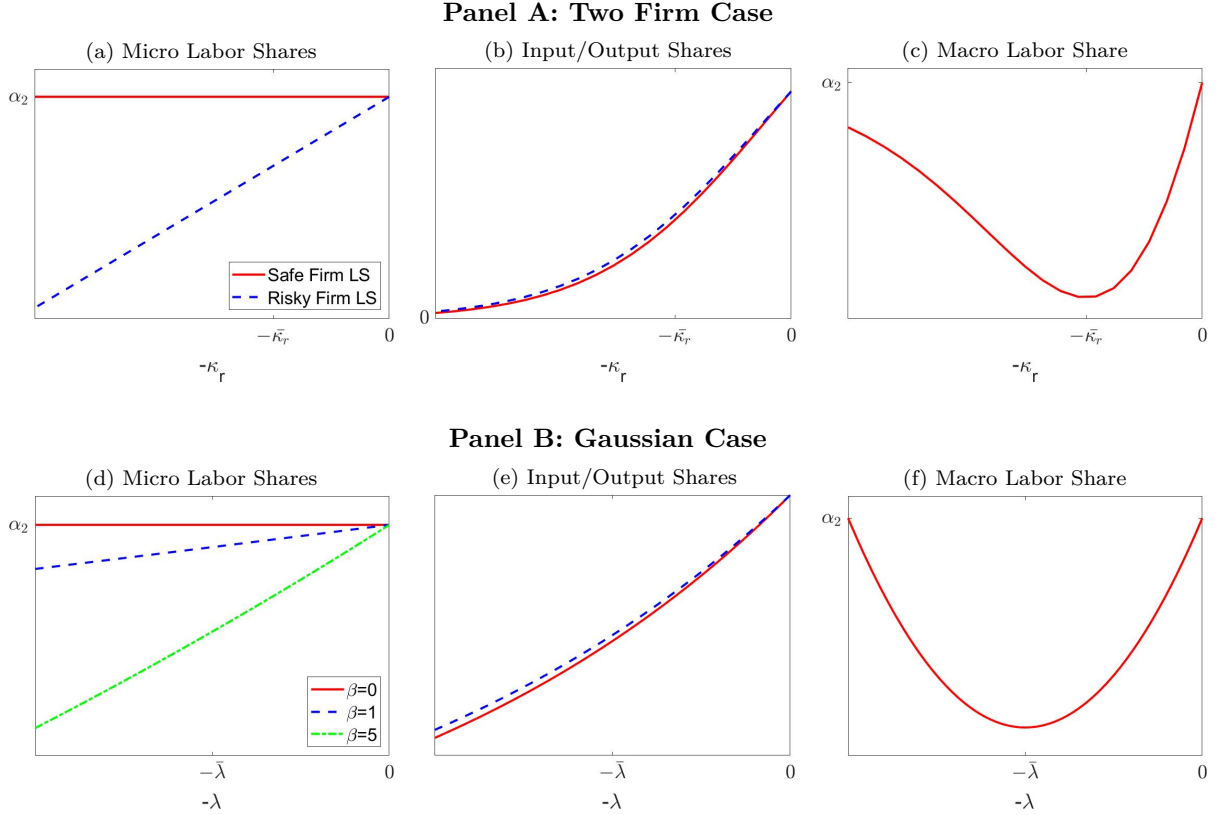 Panel A: Two Firm Case
(a) Micro Labor Shares
(b) Input/Output Shares
(c) Macro Labor Share
α₂
Safe Firm LS
Risky Firm LS
−κ̄ᵣ
0
-κᵣ
0
−κ̄ᵣ
0
-κᵣ
α₂
−κ̄ᵣ
0
-κᵣ
Panel B: Gaussian Case
(d) Micro Labor Shares
(e) Input/Output Shares
(f) Macro Labor Share
α₂
β=0
β=1
β=5
−λ̄
0
-λ
−λ̄
0
-λ
α₂
−λ̄
0
-λ